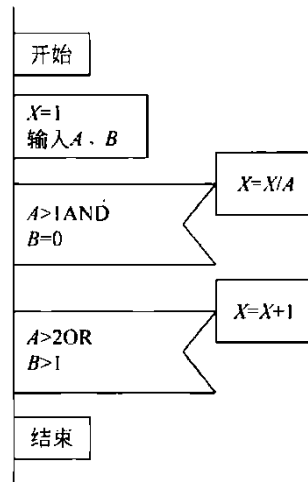 开始
X=1
输入A、B
X=X/A
A>1AND
B=0
X=X+1
A>2OR
B>1
结束